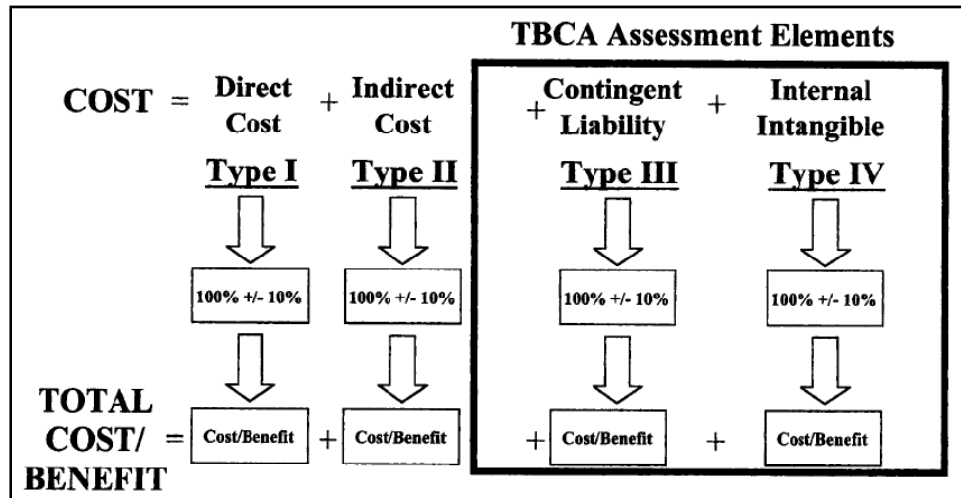 TBCA Assessment Elements
COST = Direct Cost + Indirect Cost + Contingent Liability + Internal Intangible
Type I Type II Type III Type IV
100% +/- 10% 100% +/- 10% 100% +/- 10% 100% +/- 10%
TOTAL COST/ BENEFIT = Cost/Benefit + Cost/Benefit + Cost/Benefit + Cost/Benefit